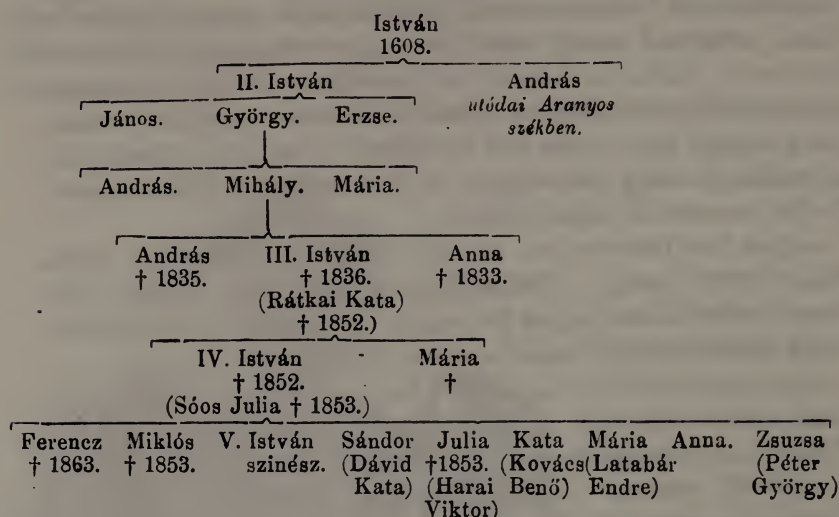 István
1608.
II. István András
utódai Aranyos
székben.
János. György. Erzse.
András. Mihály. Mária.
András III. István Anna
† 1835. † 1836. † 1833.
(Rátkai Kata)
† 1852.)
IV. István Mária
† 1852. †
(Sóos Julia † 1853.)
Ferencz Miklós V. István Sándor Julia Kata Mária Anna. Zsuzsa
† 1863. † 1853. szinész. (Dávid †1853. (Kovács (Latabár (Péter
Kata) (Harai Benő) Endre) György)
Viktor)